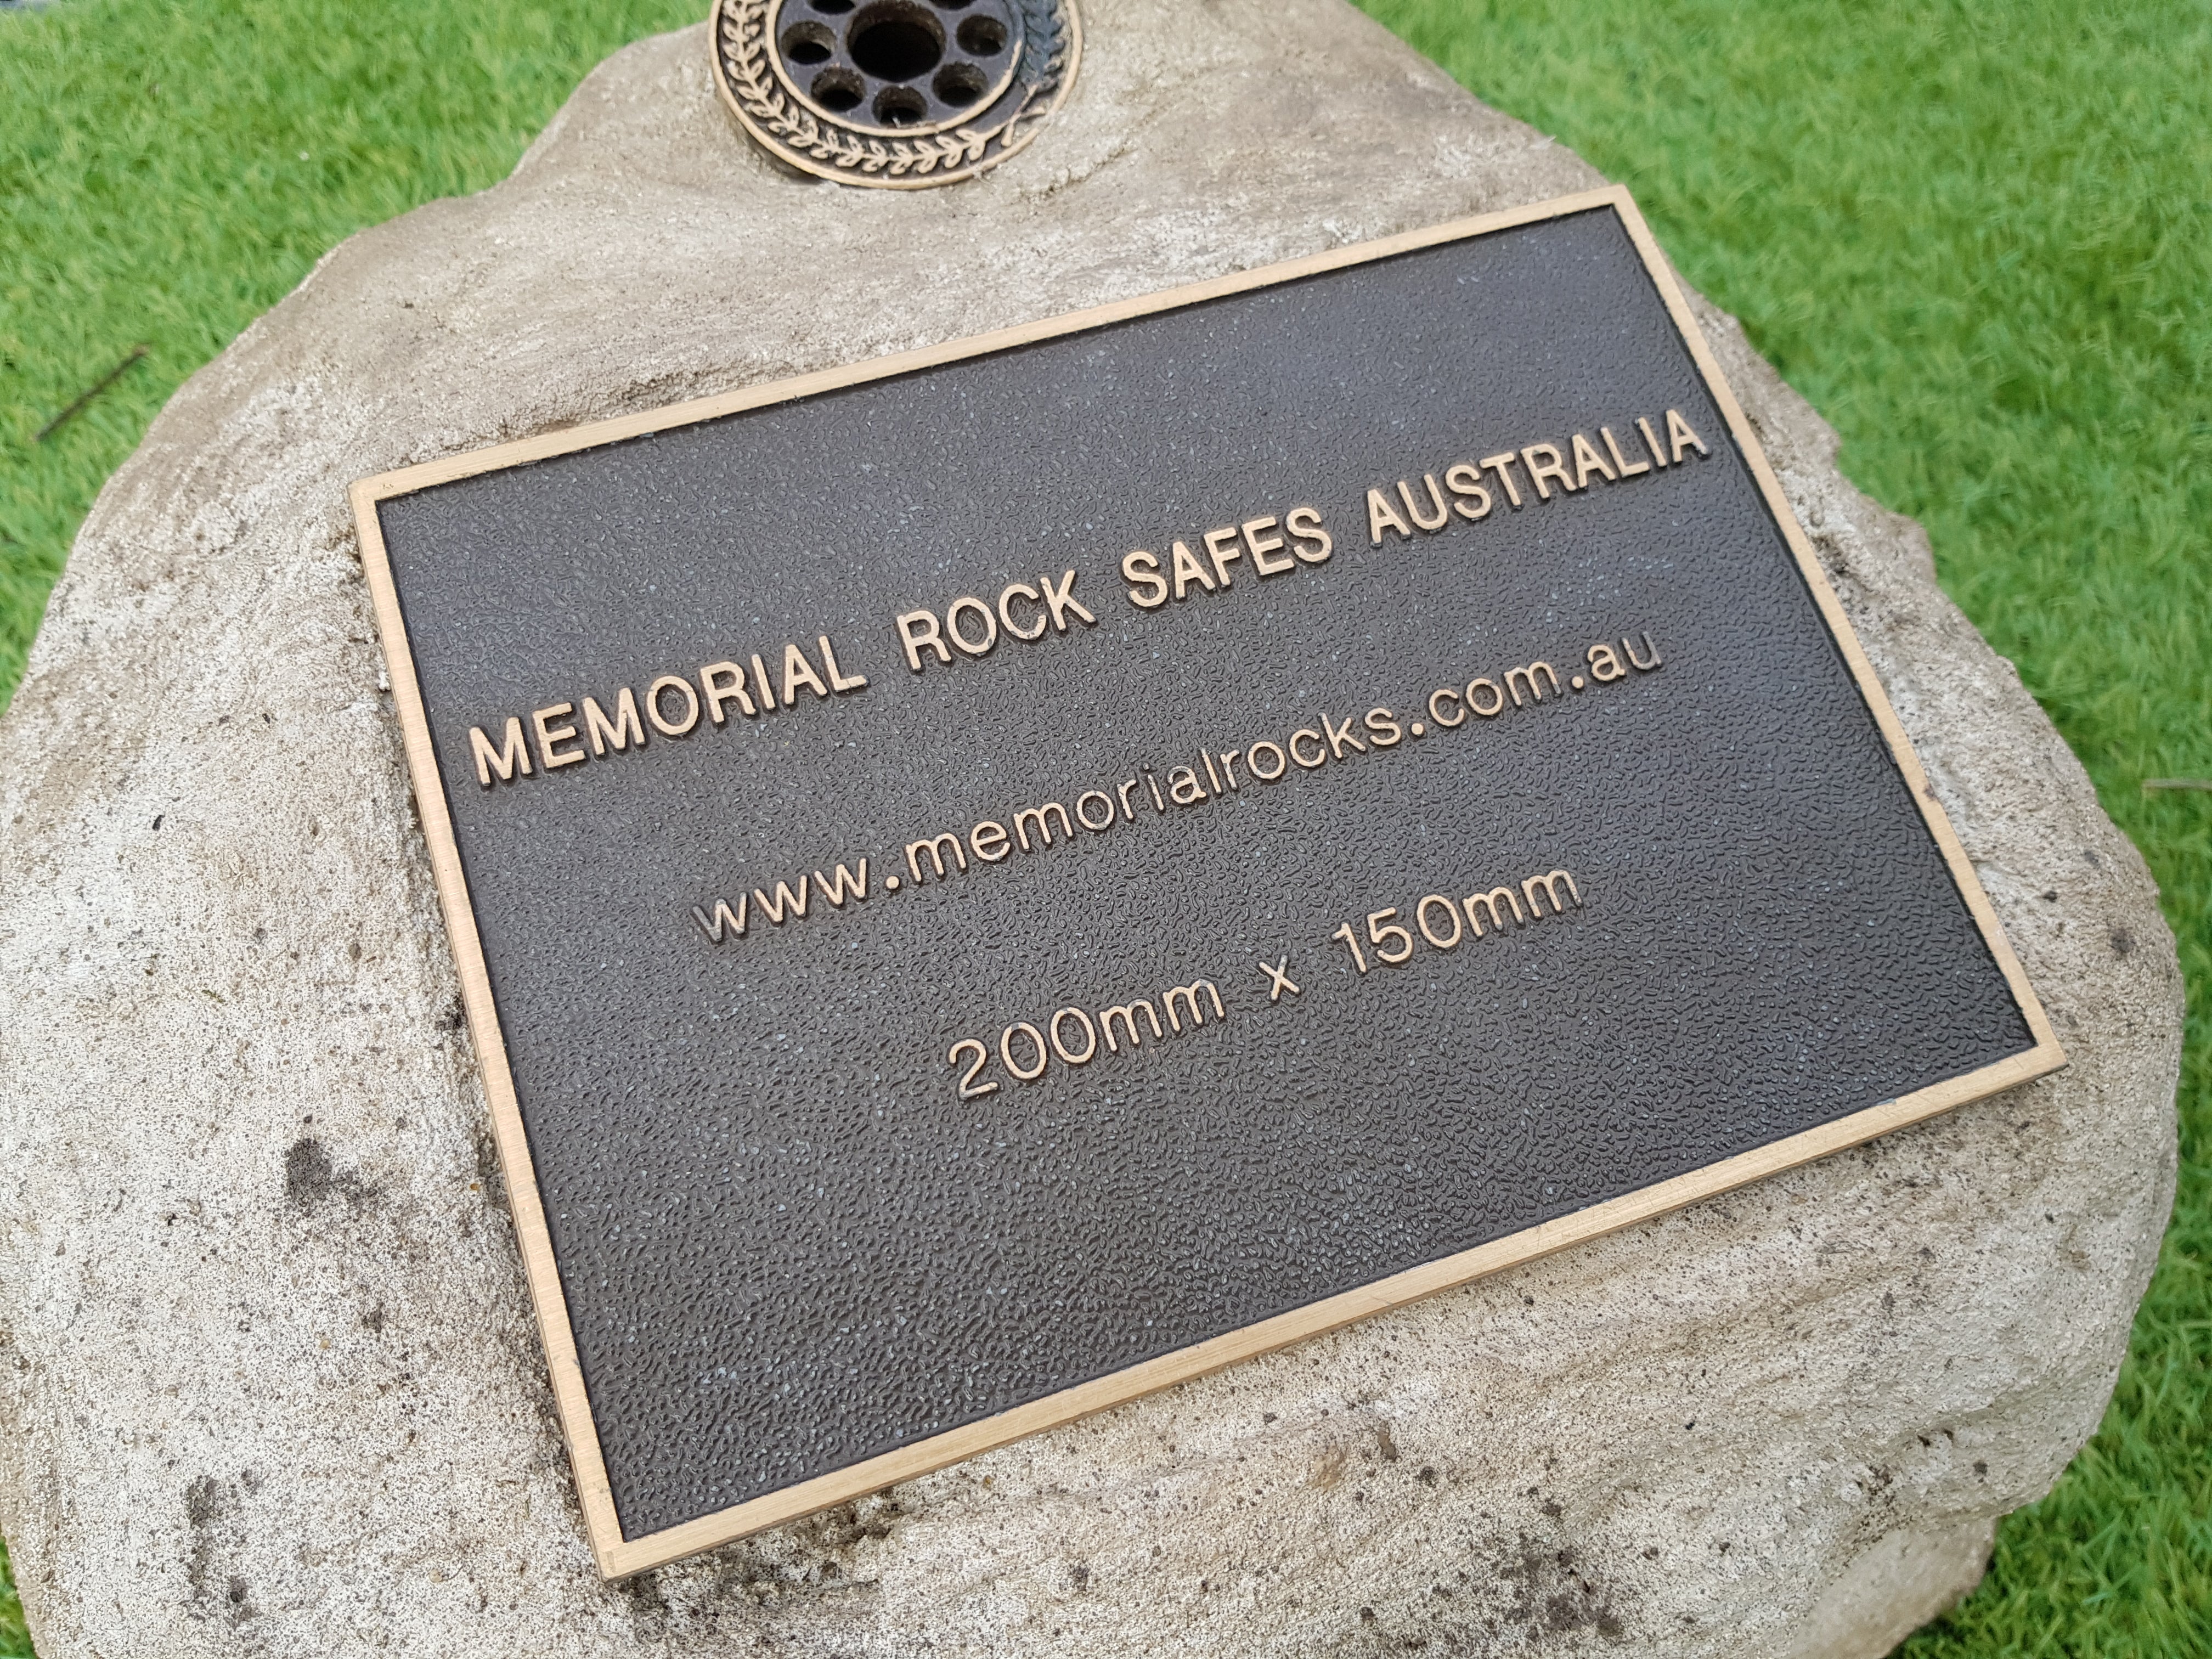 MEMORIAL ROCK SAFES AUSTRALIA
www.memorialrocks.com.au
200mm x 150mm